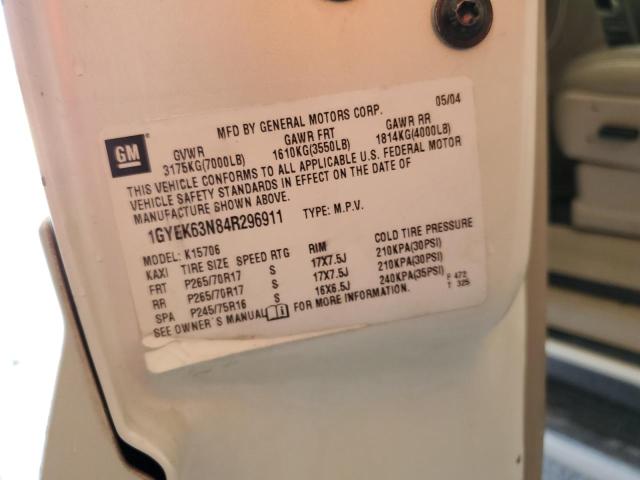 GM
MFD BY GENERAL MOTORS CORP. 05/04
GVWR GAWR FRT GAWR RR
3175KG(7000LB) 1610KG(3550LB) 1814KG(4000LB)
THIS VEHICLE CONFORMS TO ALL APPLICABLE U.S. FEDERAL MOTOR
VEHICLE SAFETY STANDARDS IN EFFECT ON THE DATE OF
MANUFACTURE SHOWN ABOVE.
1GYEK63N84R296911 TYPE: M.P.V.
MODEL: K15706
KAXI TIRE SIZE SPEED RTG RIM COLD TIRE PRESSURE
FRT P265/70R17 S 17X7.5J 210KPA(30PSI)
RR P265/70R17 S 17X7.5J 210KPA(30PSI)
SPA P245/75R16 S 16X6.5J 240KPA(35PSI)
SEE OWNER'S MANUAL FOR MORE INFORMATION.
F 472
T 325